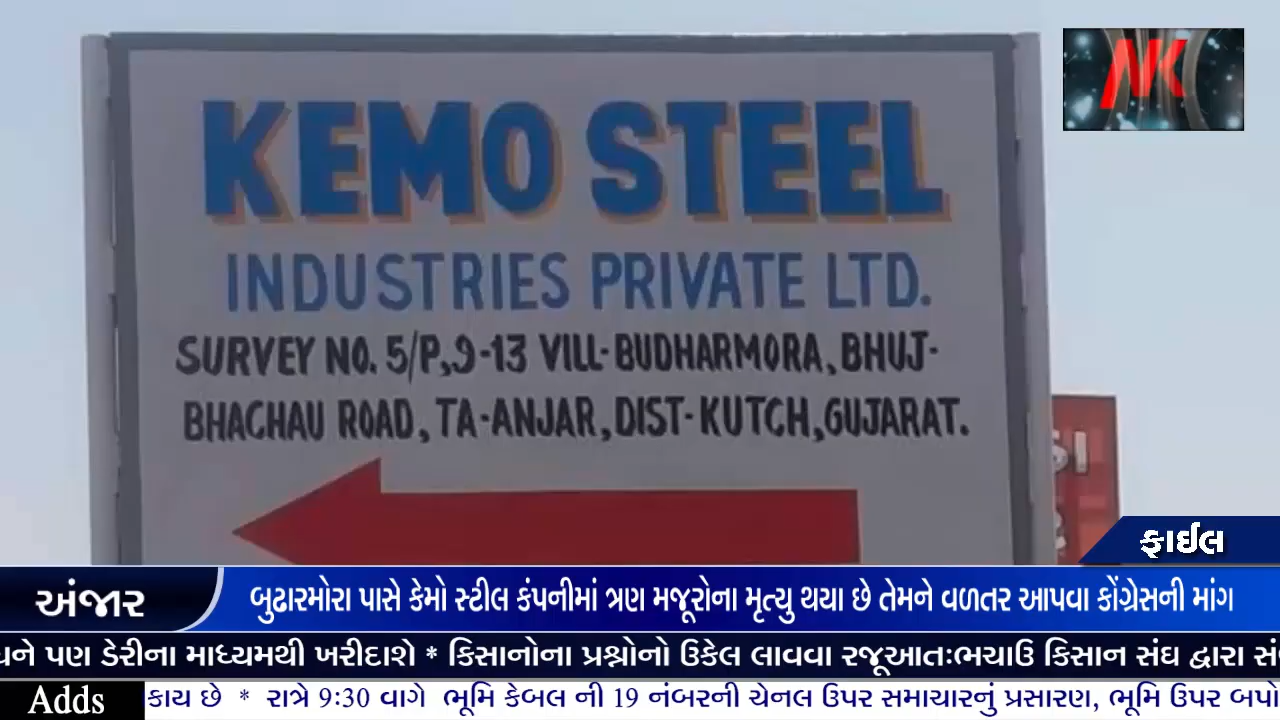 NK
KEMO STEEL
INDUSTRIES PRIVATE LTD.
SURVEY NO. 5/P,9-13 VILL-BUDHARMORA, BHUJ-
BHACHAU ROAD, TA-ANJAR, DIST-KUTCH, GUJARAT.
ફાઈલ
અંજાર
બુઢારમોરા પાસે કેમો સ્ટીલ કંપનીમાં ત્રણ મજૂરોના મૃત્યુ થયા છે તેમને વળતર આપવા કોંગ્રેસની માંગ
પણ ડેરીના માધ્યમથી ખરીદાશે * કિસાનોના પ્રશ્નોનો ઉકેલ લાવવા રજૂઆતઃભચાઉ કિસાન સંઘ દ્વારા
Adds
કાય છે * રાત્રે 9:30 વાગે ભૂમિ કેબલ ની 19 નંબરની ચેનલ ઉપર સમાચારનું પ્રસારણ, ભૂમિ ઉપર બપો